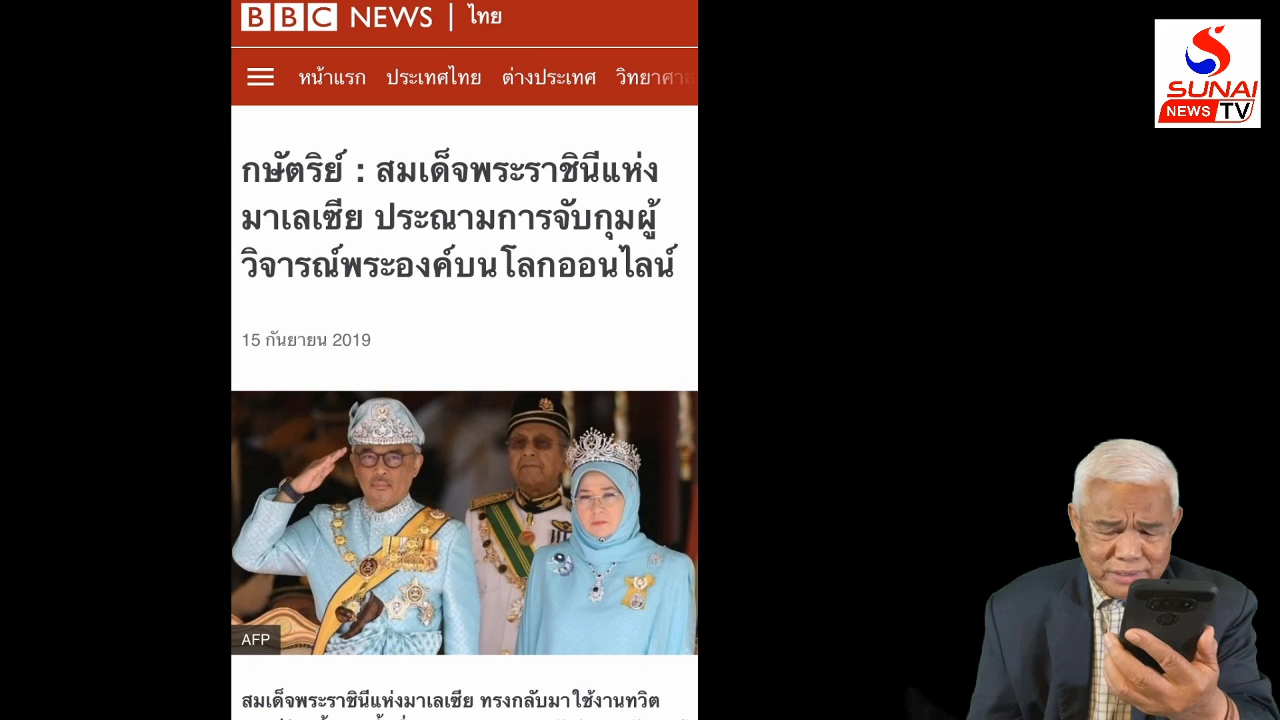 BBC NEWS | ไทย
หน้าแรก ประเทศไทย ต่างประเทศ วิทยาศาส
กษัตริย์ : สมเด็จพระราชินีแห่ง
มาเลเซีย ประณามการจับกุมผู้
วิจารณ์พระองค์บนโลกออนไลน์
15 กันยายน 2019
AFP
สมเด็จพระราชินีแห่งมาเลเซีย ทรงกลับมาใช้งานทวิต
SUNAI
NEWS TV